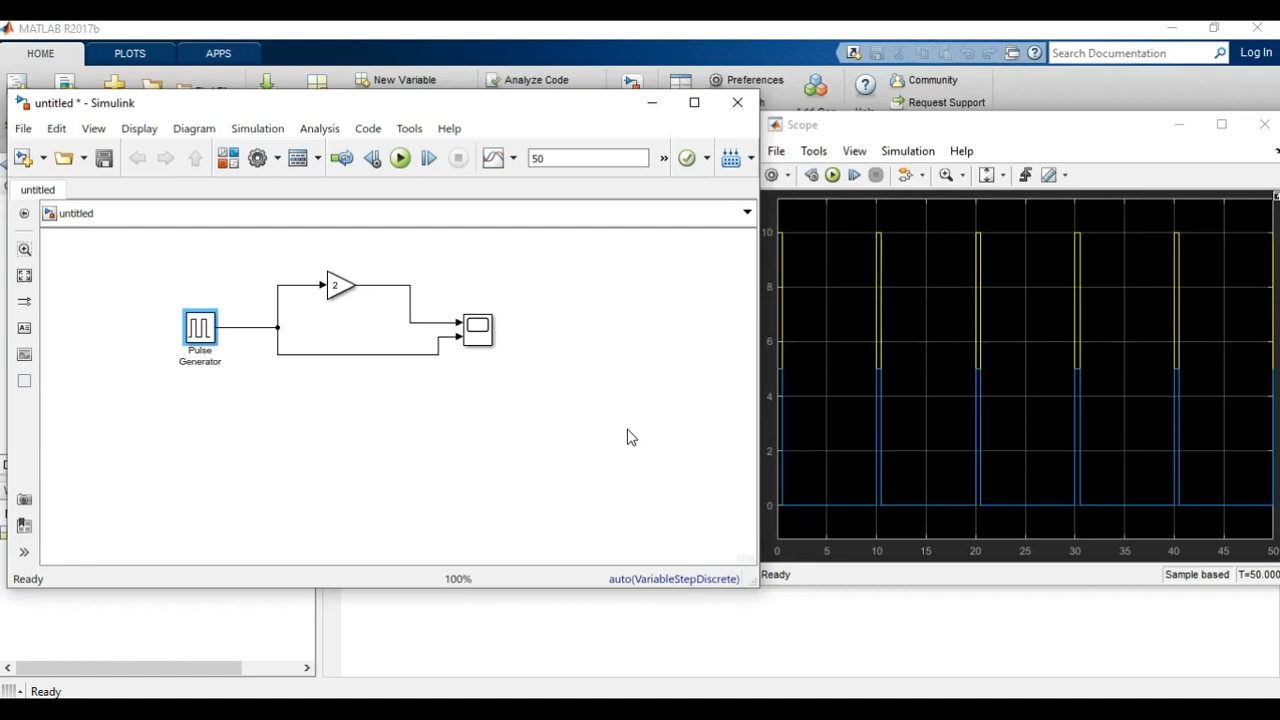 MATLAB R2017b
HOME
PLOTS
APPS
Search Documentation
Log In
New Variable
Analyze Code
Preferences
Community
Request Support
untitled * - Simulink
File Edit View Display Diagram Simulation Analysis Code Tools Help
50
»
untitled
untitled
2
Pulse
Generator
»
Ready
100%
auto(VariableStepDiscrete)
Scope
File Tools View Simulation Help
10
8
6
4
2
0
0 5 10 15 20 25 30 35 40 45 50
Ready
Sample based
T=50.000
Ready